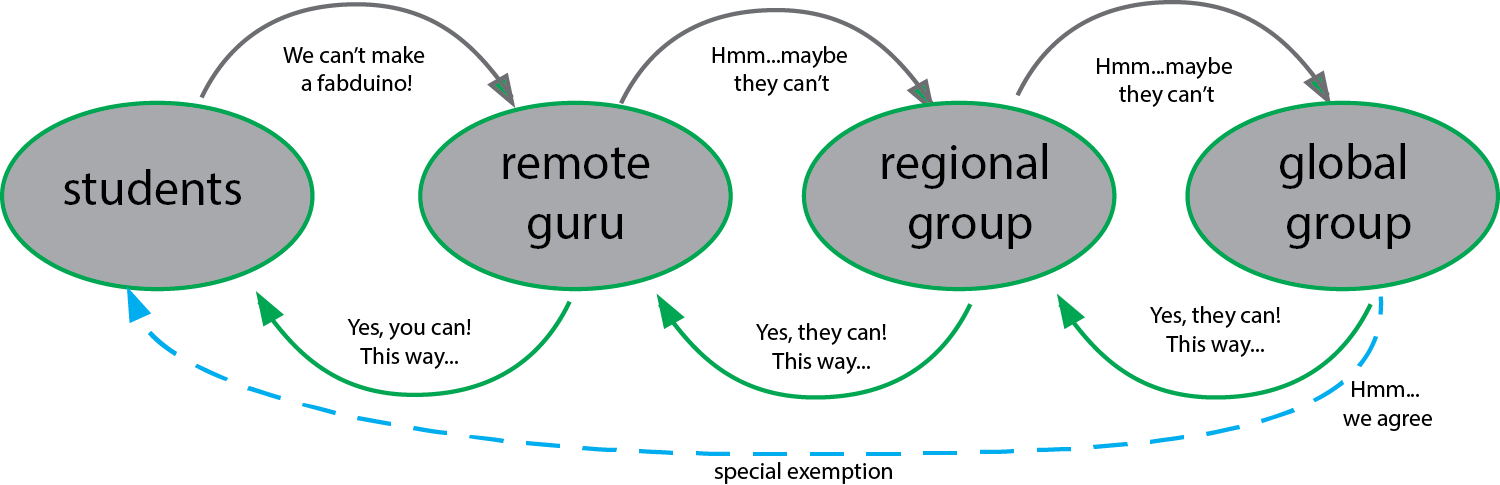 We can't make
a fabduino!
Hmm...maybe
they can't
Hmm...maybe
they can't
students
remote
guru
regional
group
global
group
Yes, you can!
This way...
Yes, they can!
This way...
Yes, they can!
This way...
Hmm...
we agree
special exemption